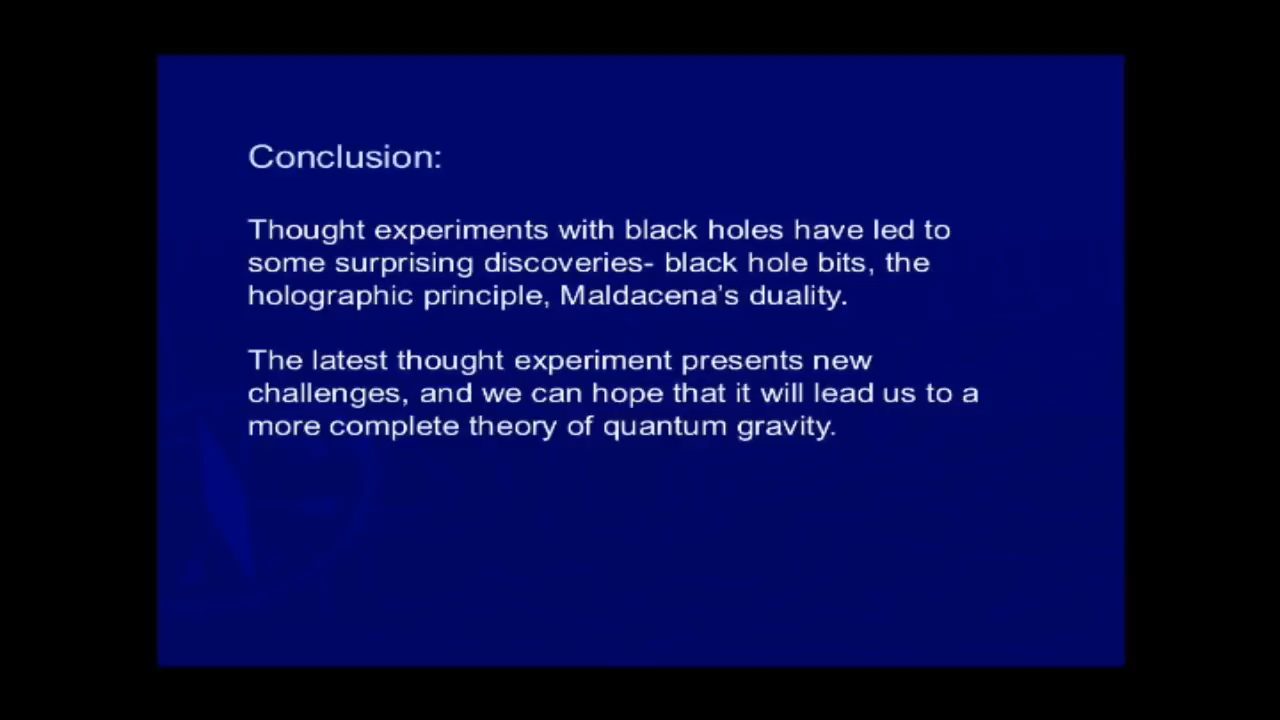 Conclusion:
Thought experiments with black holes have led to
some surprising discoveries- black hole bits, the
holographic principle, Maldacena's duality.
The latest thought experiment presents new
challenges, and we can hope that it will lead us to a
more complete theory of quantum gravity.